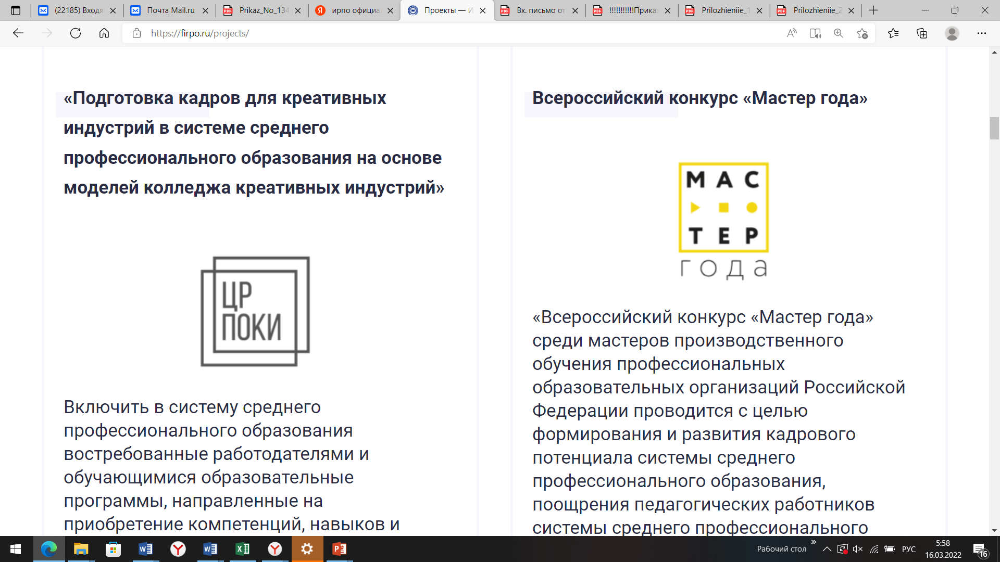 (22185) Входя
Почта Mail.ru
Prikaz_No_134
ирпо официа
Проекты — И
Вх. письмо от
!!!!!!!!!!!Приказ
Prilozhieniie_1
Prilozhieniie_2
https://firpo.ru/projects/
«Подготовка кадров для креативных
индустрий в системе среднего
профессионального образования на основе
моделей колледжа креативных индустрий»
ЦР
ПОКИ
Включить в систему среднего
профессионального образования
востребованные работодателями и
обучающимися образовательные
программы, направленные на
приобретение компетенций, навыков и
Всероссийский конкурс «Мастер года»
МАС
ТЕР
года
«Всероссийский конкурс «Мастер года»
среди мастеров производственного
обучения профессиональных
образовательных организаций Российской
Федерации проводится с целью
формирования и развития кадрового
потенциала системы среднего
профессионального образования,
поощрения педагогических работников
системы среднего профессионального
Рабочий стол
РУС
5:58
16.03.2022
16